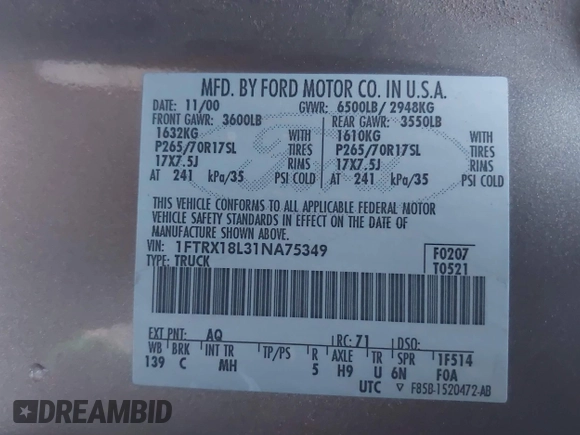 MFD. BY FORD MOTOR CO. IN U.S.A.
DATE: 11/00 GVWR: 6500LB/ 2948KG
FRONT GAWR: 3600LB REAR GAWR: 3550LB
1632KG WITH 1610KG WITH
P265/70R17SL TIRES P265/70R17SL TIRES
17X7.5J RIMS 17X7.5J RIMS
AT 241 kPa/35 PSI COLD AT 241 kPa/35 PSI COLD
THIS VEHICLE CONFORMS TO ALL APPLICABLE FEDERAL MOTOR
VEHICLE SAFETY STANDARDS IN EFFECT ON THE DATE OF
MANUFACTURE SHOWN ABOVE.
VIN: 1FTRX18L31NA75349 F0207
TYPE: TRUCK T0521
EXT PNT: AQ RC: 71 DSO:
WB BRK INT TR TP/PS R AXLE TR SPR 1F514
139 C MH 5 H9 U 6N F0A
UTC ▽ F85B-1520472-AB
DREAMBID